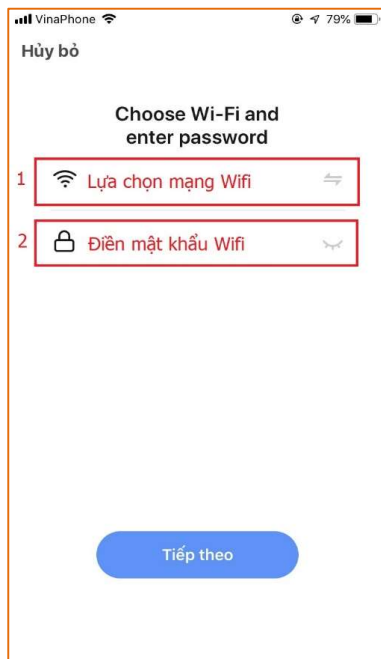 VinaPhone 79%
Hủy bỏ
Choose Wi-Fi and
enter password
1 Lựa chọn mạng Wifi
2 Điền mật khẩu Wifi
Tiếp theo